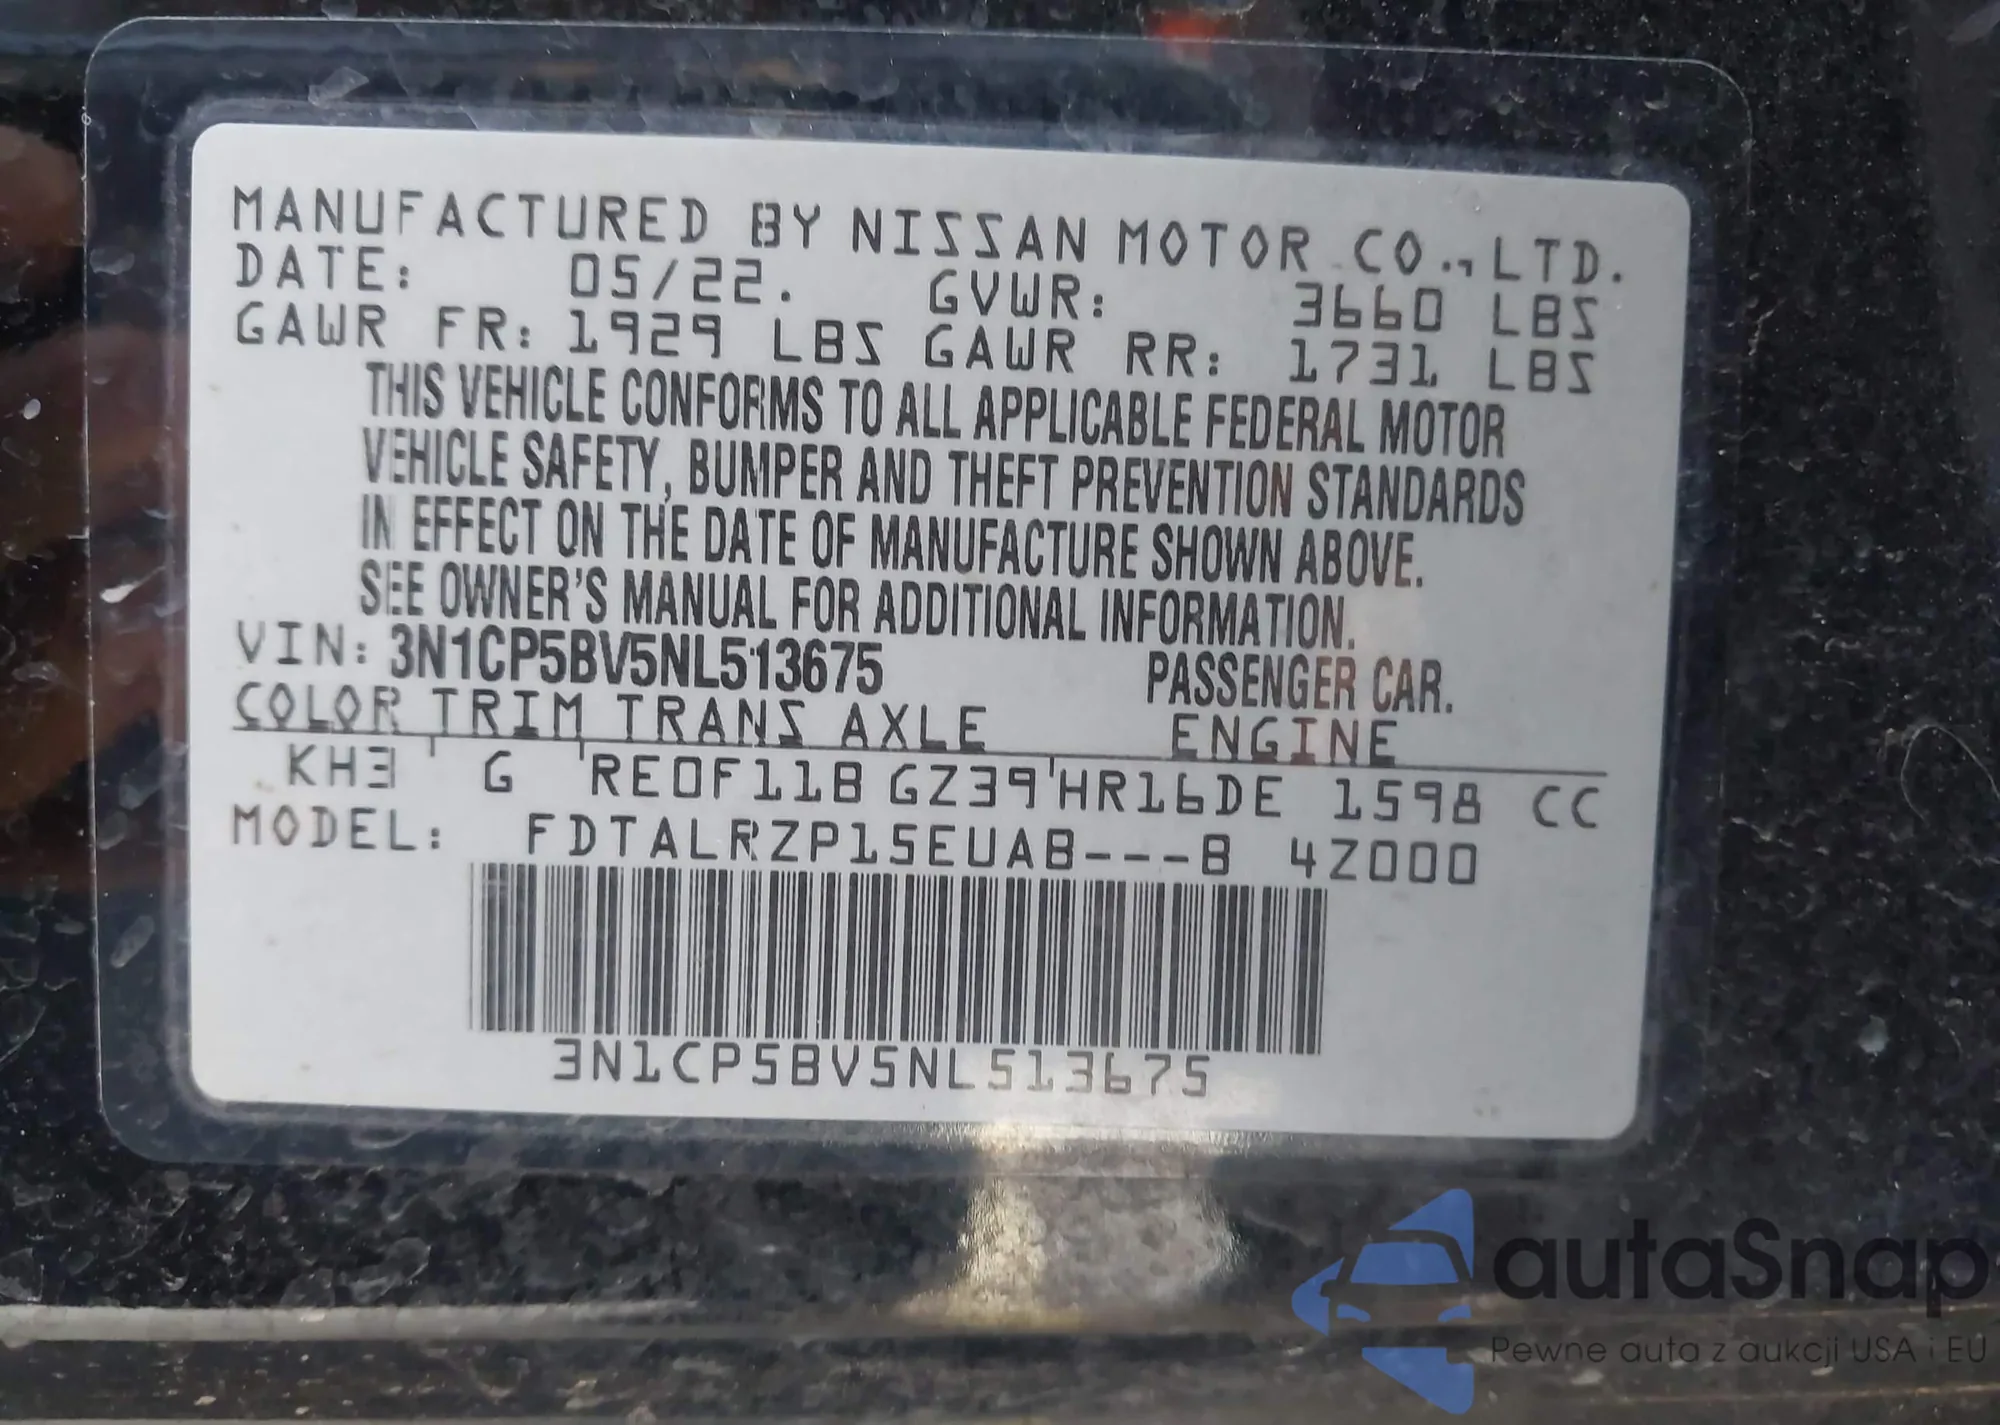 MANUFACTURED BY NISSAN MOTOR CO.,LTD.
DATE: 05/22. GVWR: 3660 LBS
GAWR FR: 1929 LBS GAWR RR: 1731 LBS
THIS VEHICLE CONFORMS TO ALL APPLICABLE FEDERAL MOTOR
VEHICLE SAFETY, BUMPER AND THEFT PREVENTION STANDARDS
IN EFFECT ON THE DATE OF MANUFACTURE SHOWN ABOVE.
SEE OWNER'S MANUAL FOR ADDITIONAL INFORMATION.
VIN: 3N1CP5BV5NL513675 PASSENGER CAR.
COLOR TRIM TRANS AXLE ENGINE
KH3 G RE0F11B GZ39 HR16DE 1598 CC
MODEL: FDTALRZP15EUAB---B 4Z000
3N1CP5BV5NL513675
autaSnap
Pewne auta z aukcji USA i EU